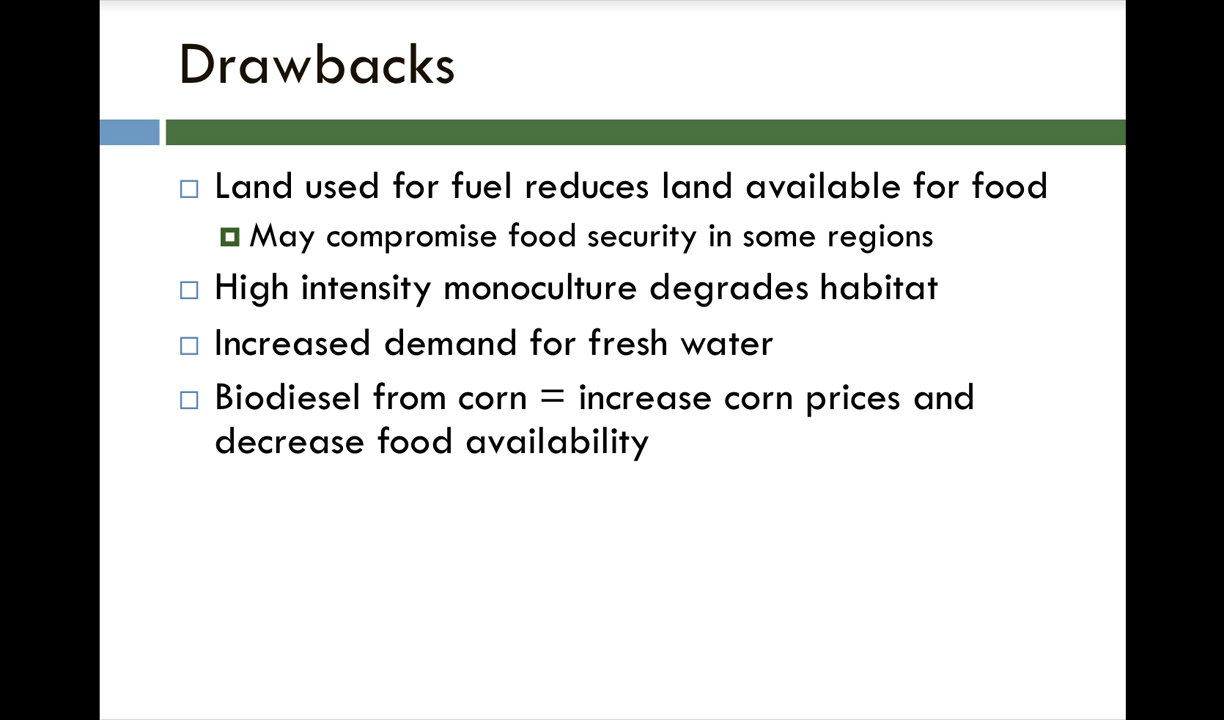 Drawbacks
Land used for fuel reduces land available for food
May compromise food security in some regions
High intensity monoculture degrades habitat
Increased demand for fresh water
Biodiesel from corn = increase corn prices and
decrease food availability